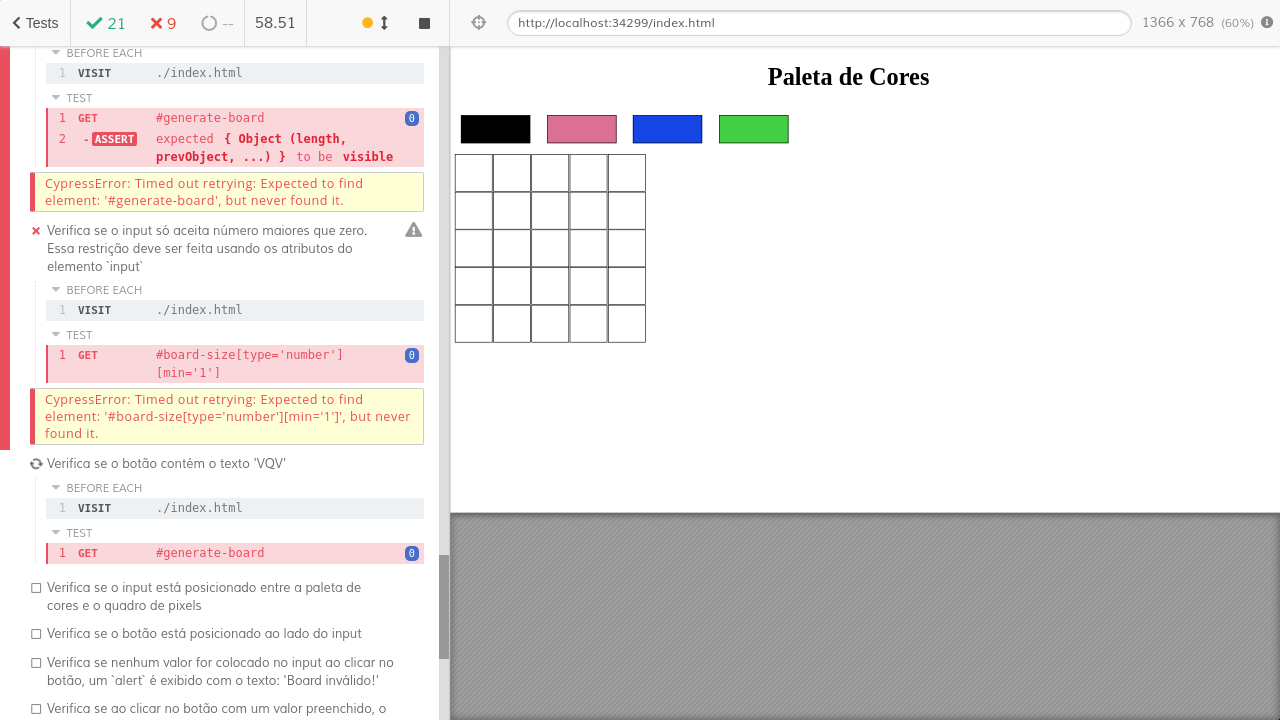 Tests 21 9 -- 58.51 http://localhost:34299/index.html 1366 x 768 (60%)
BEFORE EACH
1 VISIT ./index.html
TEST
1 GET #generate-board 0
2 -ASSERT expected { Object (length,
prevObject, ...) } to be visible
CypressError: Timed out retrying: Expected to find
element: '#generate-board', but never found it.
Verifica se o input só aceita número maiores que zero.
Essa restrição deve ser feita usando os atributos do
elemento `input`
BEFORE EACH
1 VISIT ./index.html
TEST
1 GET #board-size[type='number'] 0
[min='1']
CypressError: Timed out retrying: Expected to find
element: '#board-size[type='number'][min='1']', but never
found it.
Verifica se o botão contém o texto 'VQV'
BEFORE EACH
1 VISIT ./index.html
TEST
1 GET #generate-board 0
Verifica se o input está posicionado entre a paleta de
cores e o quadro de pixels
Verifica se o botão está posicionado ao lado do input
Verifica se nenhum valor for colocado no input ao clicar no
botão, um `alert` é exibido com o texto: 'Board inválido!'
Verifica se ao clicar no botão com um valor preenchido, o
Paleta de Cores